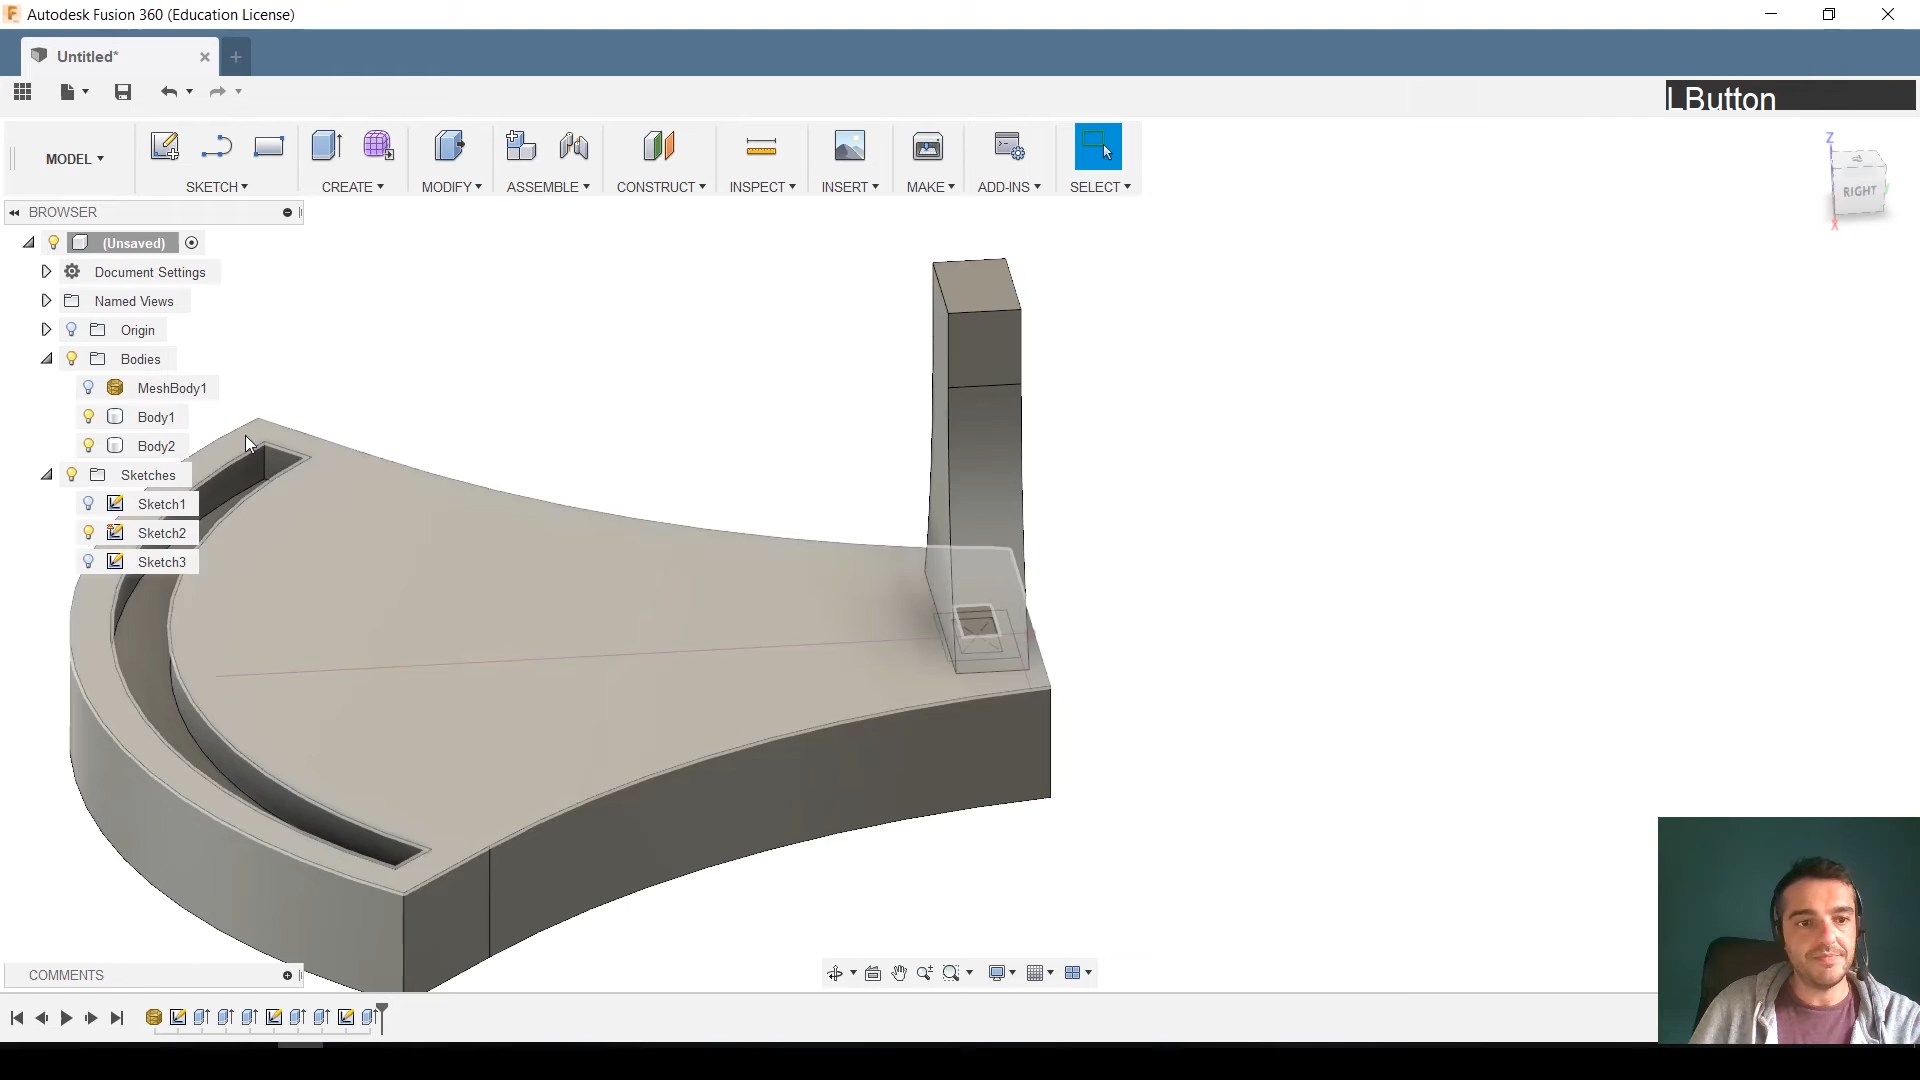 Autodesk Fusion 360 (Education License)
Untitled*
LButton
MODEL
SKETCH
CREATE
MODIFY
ASSEMBLE
CONSTRUCT
INSPECT
INSERT
MAKE
ADD-INS
SELECT
Z
RIGHT
X
BROWSER
(Unsaved)
Document Settings
Named Views
Origin
Bodies
MeshBody1
Body1
Body2
Sketches
Sketch1
Sketch2
Sketch3
COMMENTS